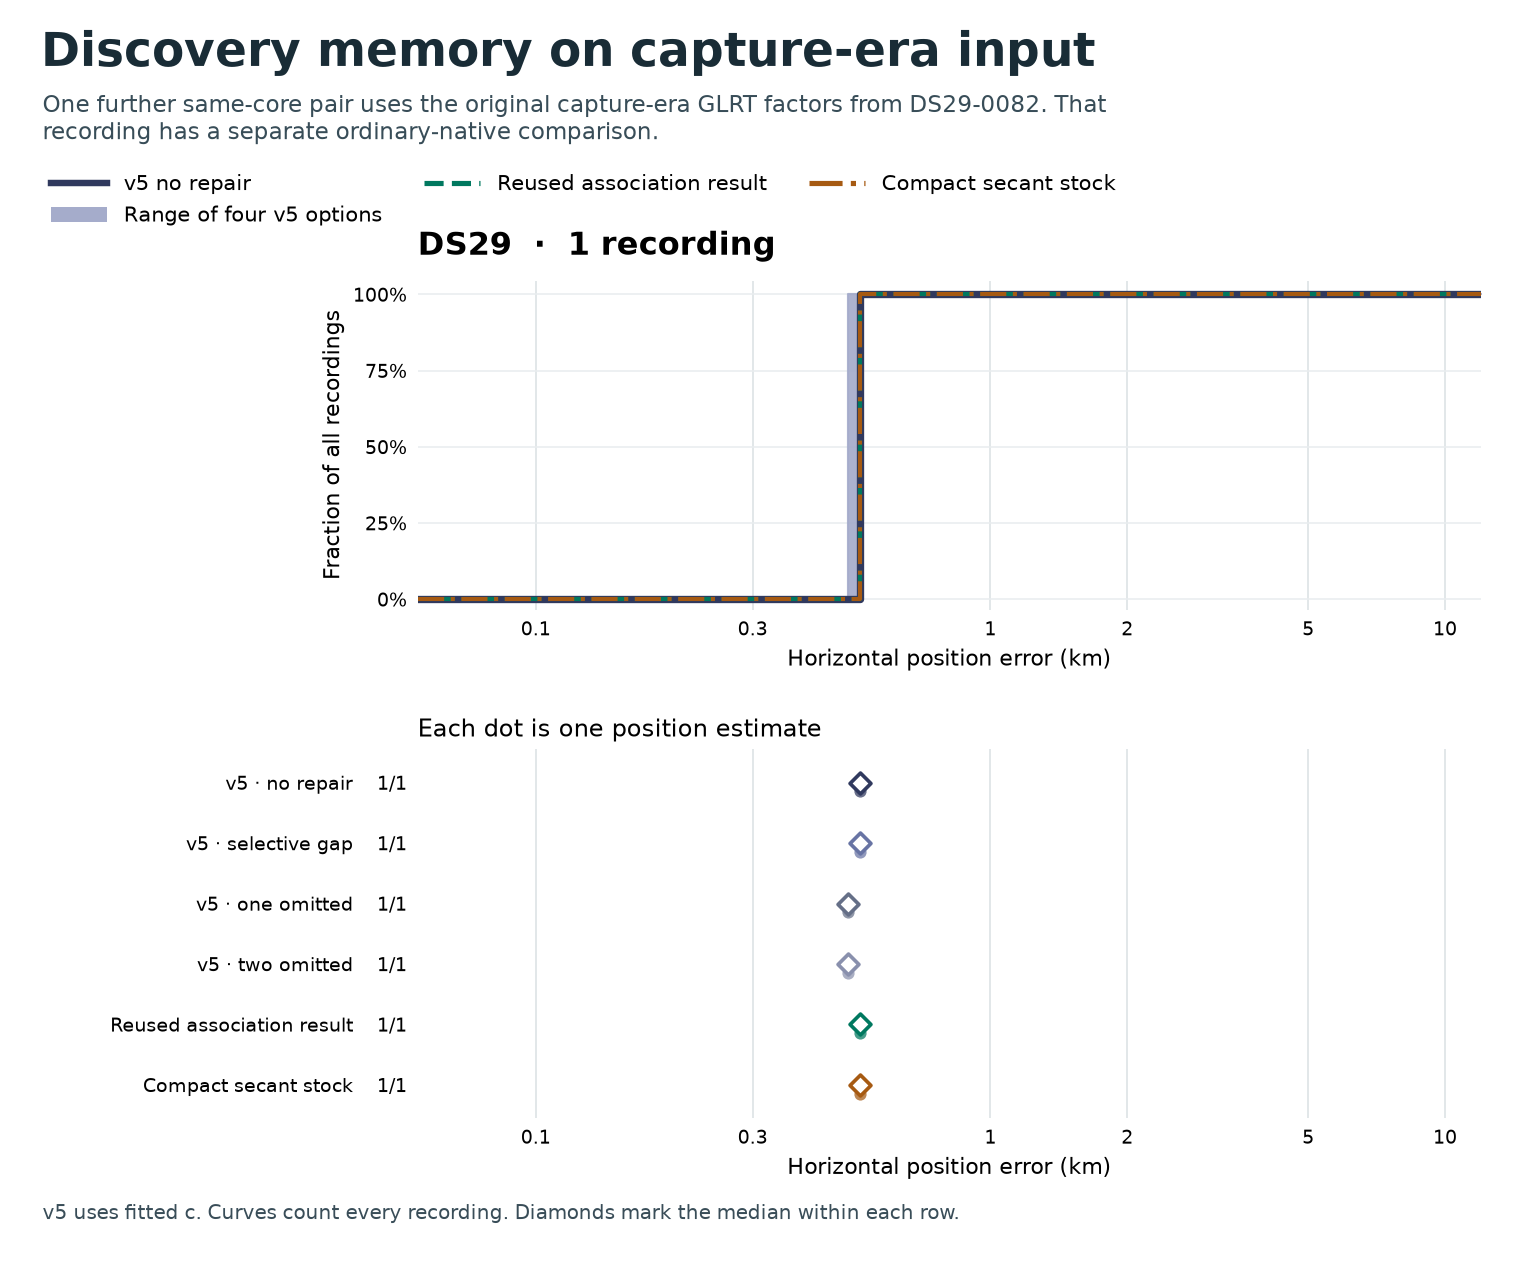 Discovery memory on capture-era input
One further same-core pair uses the original capture-era GLRT factors from DS29-0082. That
recording has a separate ordinary-native comparison.
v5 no repair
Reused association result
Compact secant stock
Range of four v5 options
DS29 · 1 recording
Fraction of all recordings
100%
75%
50%
25%
0%
0.1 0.3 1 2 5 10
Horizontal position error (km)
Each dot is one position estimate
v5 · no repair 1/1
v5 · selective gap 1/1
v5 · one omitted 1/1
v5 · two omitted 1/1
Reused association result 1/1
Compact secant stock 1/1
0.1 0.3 1 2 5 10
Horizontal position error (km)
v5 uses fitted c. Curves count every recording. Diamonds mark the median within each row.